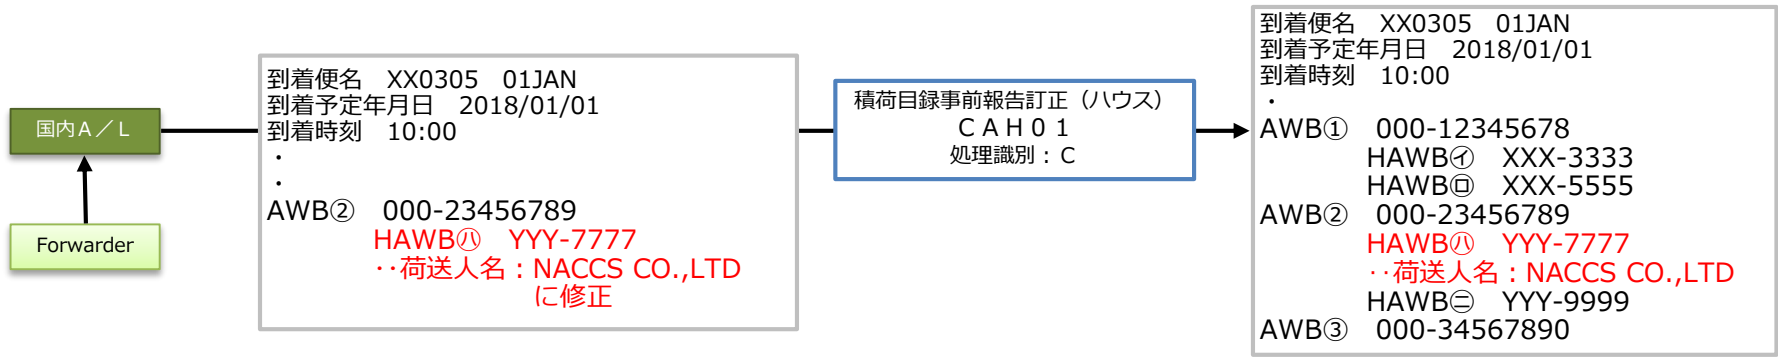 国内A／L
Forwarder
到着便名　XX0305　01JAN
到着予定年月日　2018/01/01
到着時刻　10:00
・
・
AWB②　000-23456789
HAWB㋩　YYY-7777
‥荷送人名：NACCS CO.,LTD
に修正
積荷目録事前報告訂正（ハウス）
ＣＡＨ０１
処理識別：Ｃ
到着便名　XX0305　01JAN
到着予定年月日　2018/01/01
到着時刻　10:00
・
AWB①　000-12345678
HAWB㋑　XXX-3333
HAWB㋺　XXX-5555
AWB②　000-23456789
HAWB㋩　YYY-7777
‥荷送人名：NACCS CO.,LTD
HAWB㋥　YYY-9999
AWB③　000-34567890